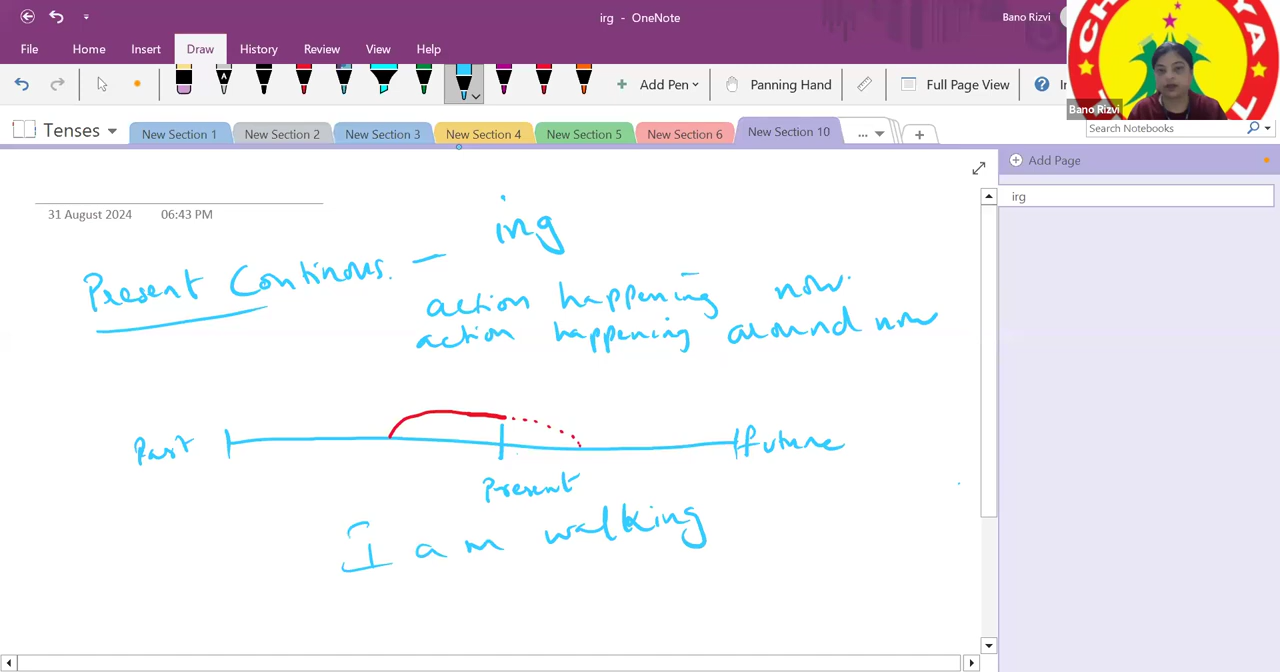 irg - OneNote
Bano Rizvi
File Home Insert Draw History Review View Help
Add Pen
Panning Hand
Full Page View
Bano Rizvi
Tenses
New Section 1
New Section 2
New Section 3
New Section 4
New Section 5
New Section 6
New Section 10
...
Search Notebooks
Add Page
irg
31 August 2024 06:43 PM
ing
Present Continous. —
action happening now.
action happening around now
Past
future
Present
I am walking